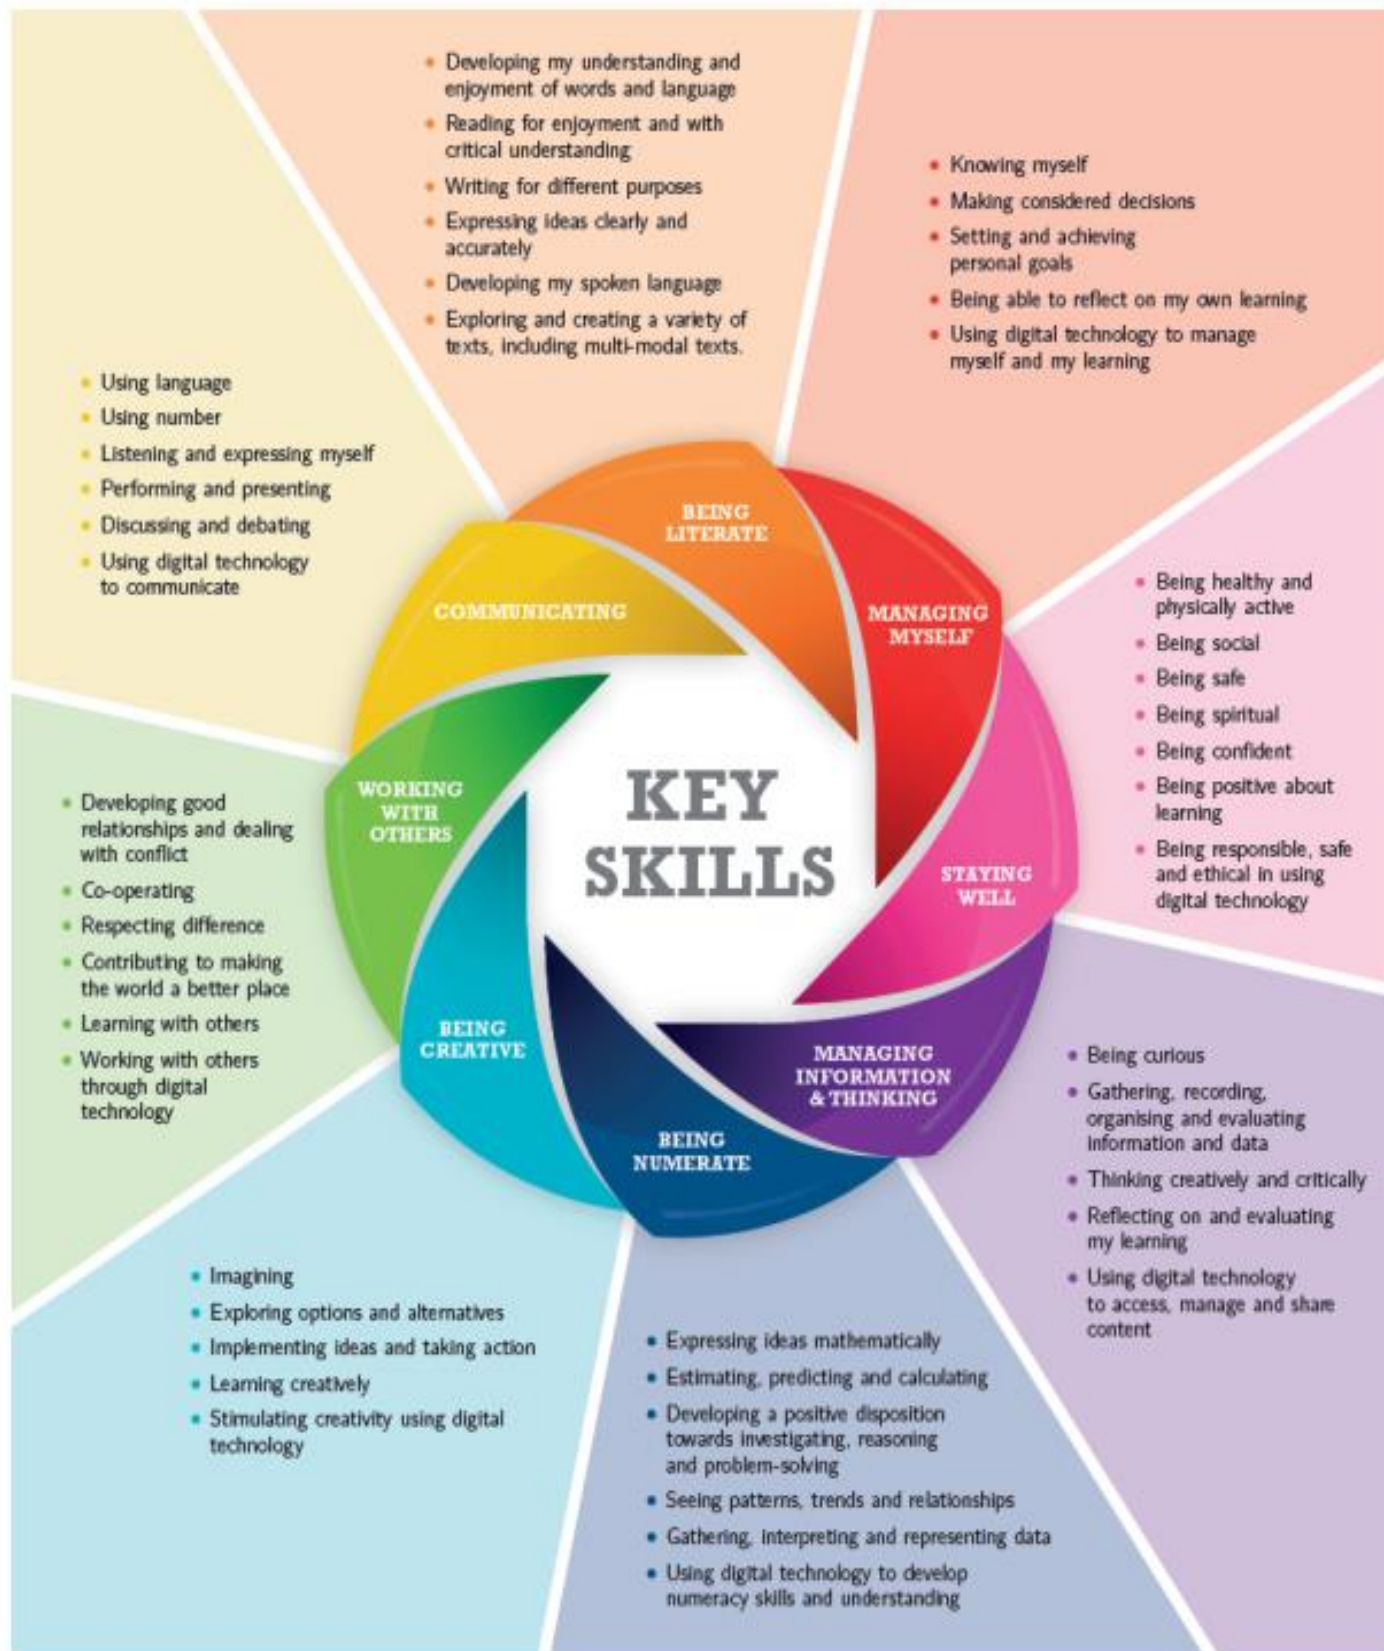 • Developing my understanding and
enjoyment of words and language
• Reading for enjoyment and with
critical understanding
• Writing for different purposes
• Expressing ideas clearly and
accurately
• Developing my spoken language
• Exploring and creating a variety of
texts, including multi-modal texts.
• Knowing myself
• Making considered decisions
• Setting and achieving
personal goals
• Being able to reflect on my own learning
• Using digital technology to manage
myself and my learning
• Using language
• Using number
• Listening and expressing myself
• Performing and presenting
• Discussing and debating
• Using digital technology
to communicate
BEING
LITERATE
COMMUNICATING
MANAGING
MYSELF
• Being healthy and
physically active
• Being social
• Being safe
• Being spiritual
• Being confident
• Being positive about
learning
• Being responsible, safe
and ethical in using
digital technology
KEY
SKILLS
WORKING
WITH
OTHERS
STAYING
WELL
• Developing good
relationships and dealing
with conflict
• Co-operating
• Respecting difference
• Contributing to making
the world a better place
• Learning with others
• Working with others
through digital
technology
BEING
CREATIVE
MANAGING
INFORMATION
& THINKING
BEING
NUMERATE
• Being curious
• Gathering, recording,
organising and evaluating
information and data
• Thinking creatively and critically
• Reflecting on and evaluating
my learning
• Using digital technology
to access, manage and share
content
• Imagining
• Exploring options and alternatives
• Implementing ideas and taking action
• Learning creatively
• Stimulating creativity using digital
technology
• Expressing ideas mathematically
• Estimating, predicting and calculating
• Developing a positive disposition
towards investigating, reasoning
and problem-solving
• Seeing patterns, trends and relationships
• Gathering, interpreting and representing data
• Using digital technology to develop
numeracy skills and understanding